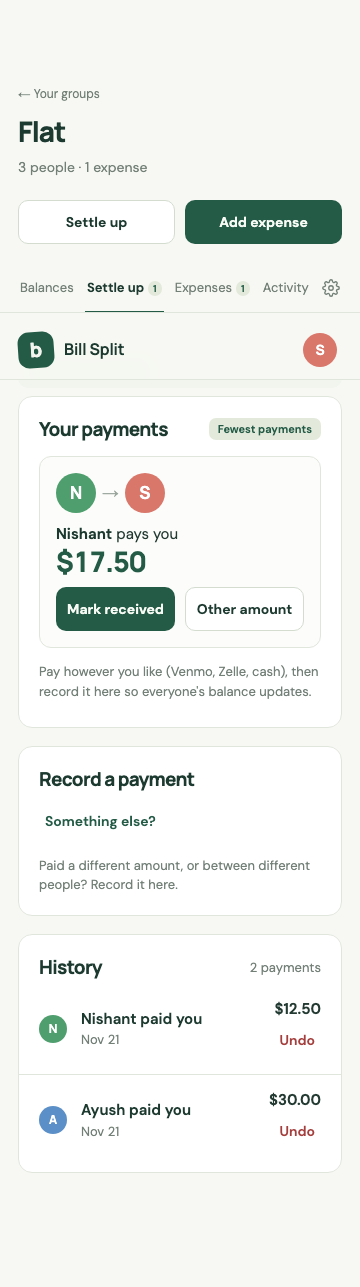 ← Your groups
Flat
3 people · 1 expense
Settle up
Add expense
Balances
Settle up 1
Expenses 1
Activity
b
Bill Split
S
Your payments
Fewest payments
N → S
Nishant pays you
$17.50
Mark received
Other amount
Pay however you like (Venmo, Zelle, cash), then
record it here so everyone's balance updates.
Record a payment
Something else?
Paid a different amount, or between different
people? Record it here.
History
2 payments
N
Nishant paid you
Nov 21
$12.50
Undo
A
Ayush paid you
Nov 21
$30.00
Undo